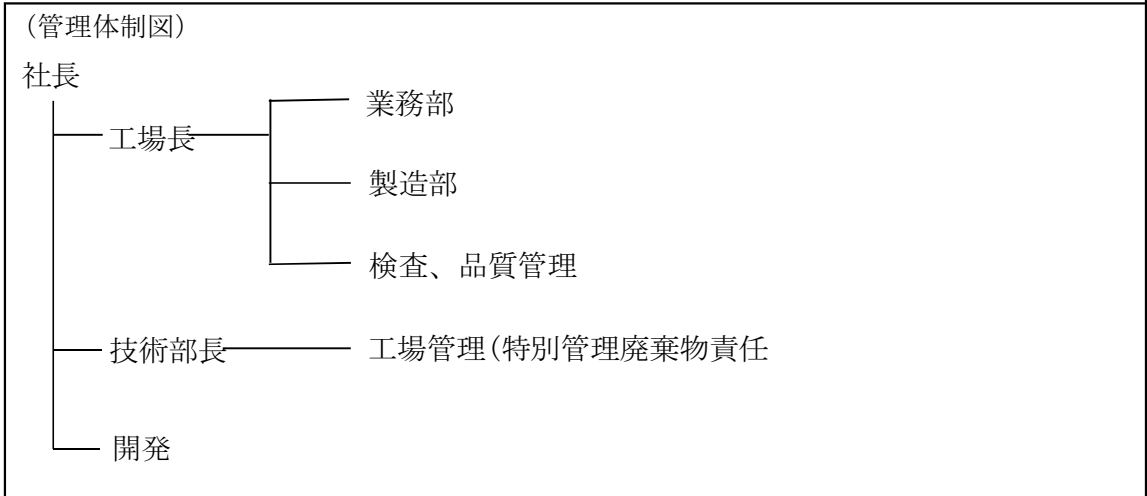 （管理体制図）
社長
業務部
工場長
製造部
検査、品質管理
技術部長
工場管理（特別管理廃棄物責任
開発